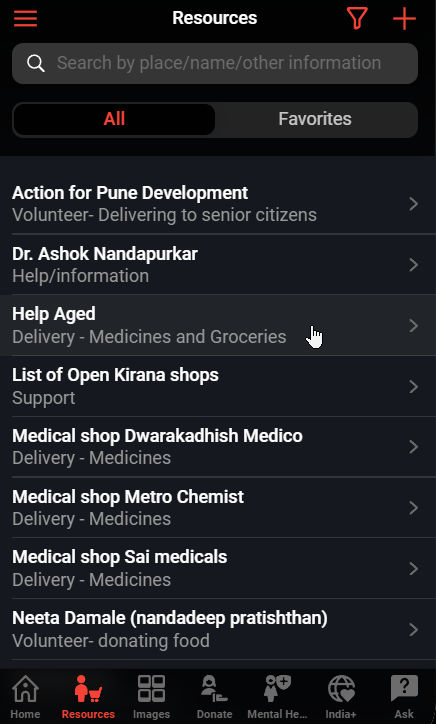 Resources
Search by place/name/other information
All
Favorites
Action for Pune Development
Volunteer- Delivering to senior citizens
Dr. Ashok Nandapurkar
Help/information
Help Aged
Delivery - Medicines and Groceries
List of Open Kirana shops
Support
Medical shop Dwarakadhish Medico
Delivery - Medicines
Medical shop Metro Chemist
Delivery - Medicines
Medical shop Sai medicals
Delivery - Medicines
Neeta Damale (nandadeep pratishthan)
Volunteer- donating food
Home
Resources
Images
Donate
Mental He...
India+
Ask